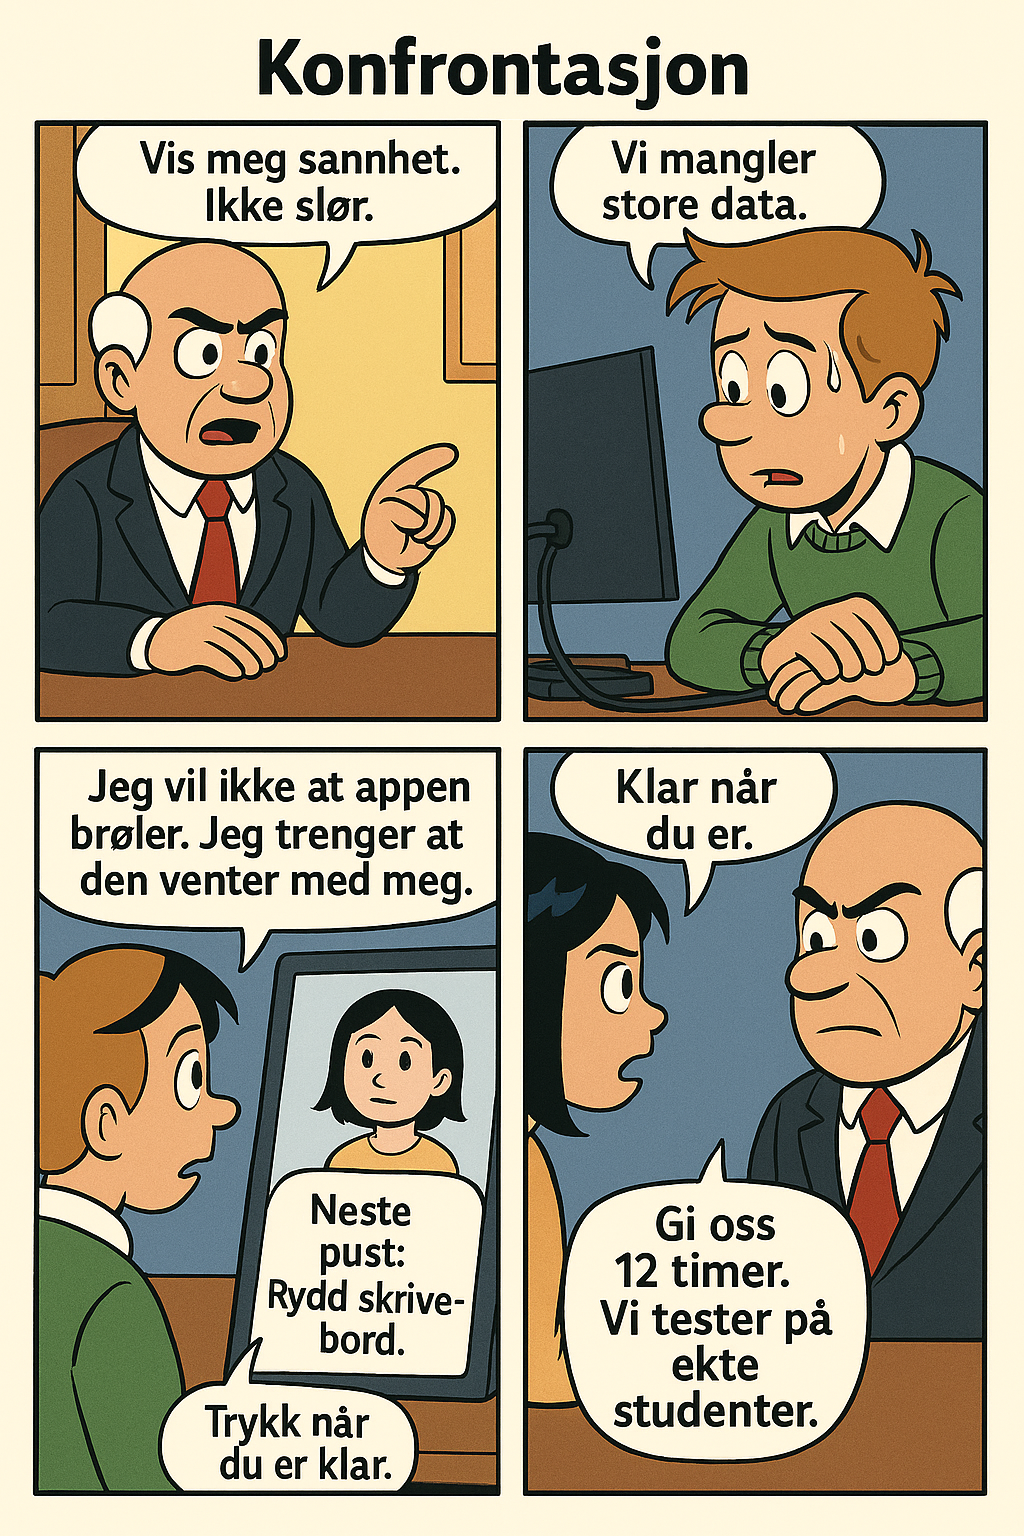 Konfrontasjon
Vis meg sannhet.
Ikke slør.
Vi mangler
store data.
Jeg vil ikke at appen
brøler. Jeg trenger at
den venter med meg.
Neste
pust:
Rydd skrive-
bord.
Trykk når
du er klar.
Klar når
du er.
Gi oss
12 timer.
Vi tester på
ekte
studenter.